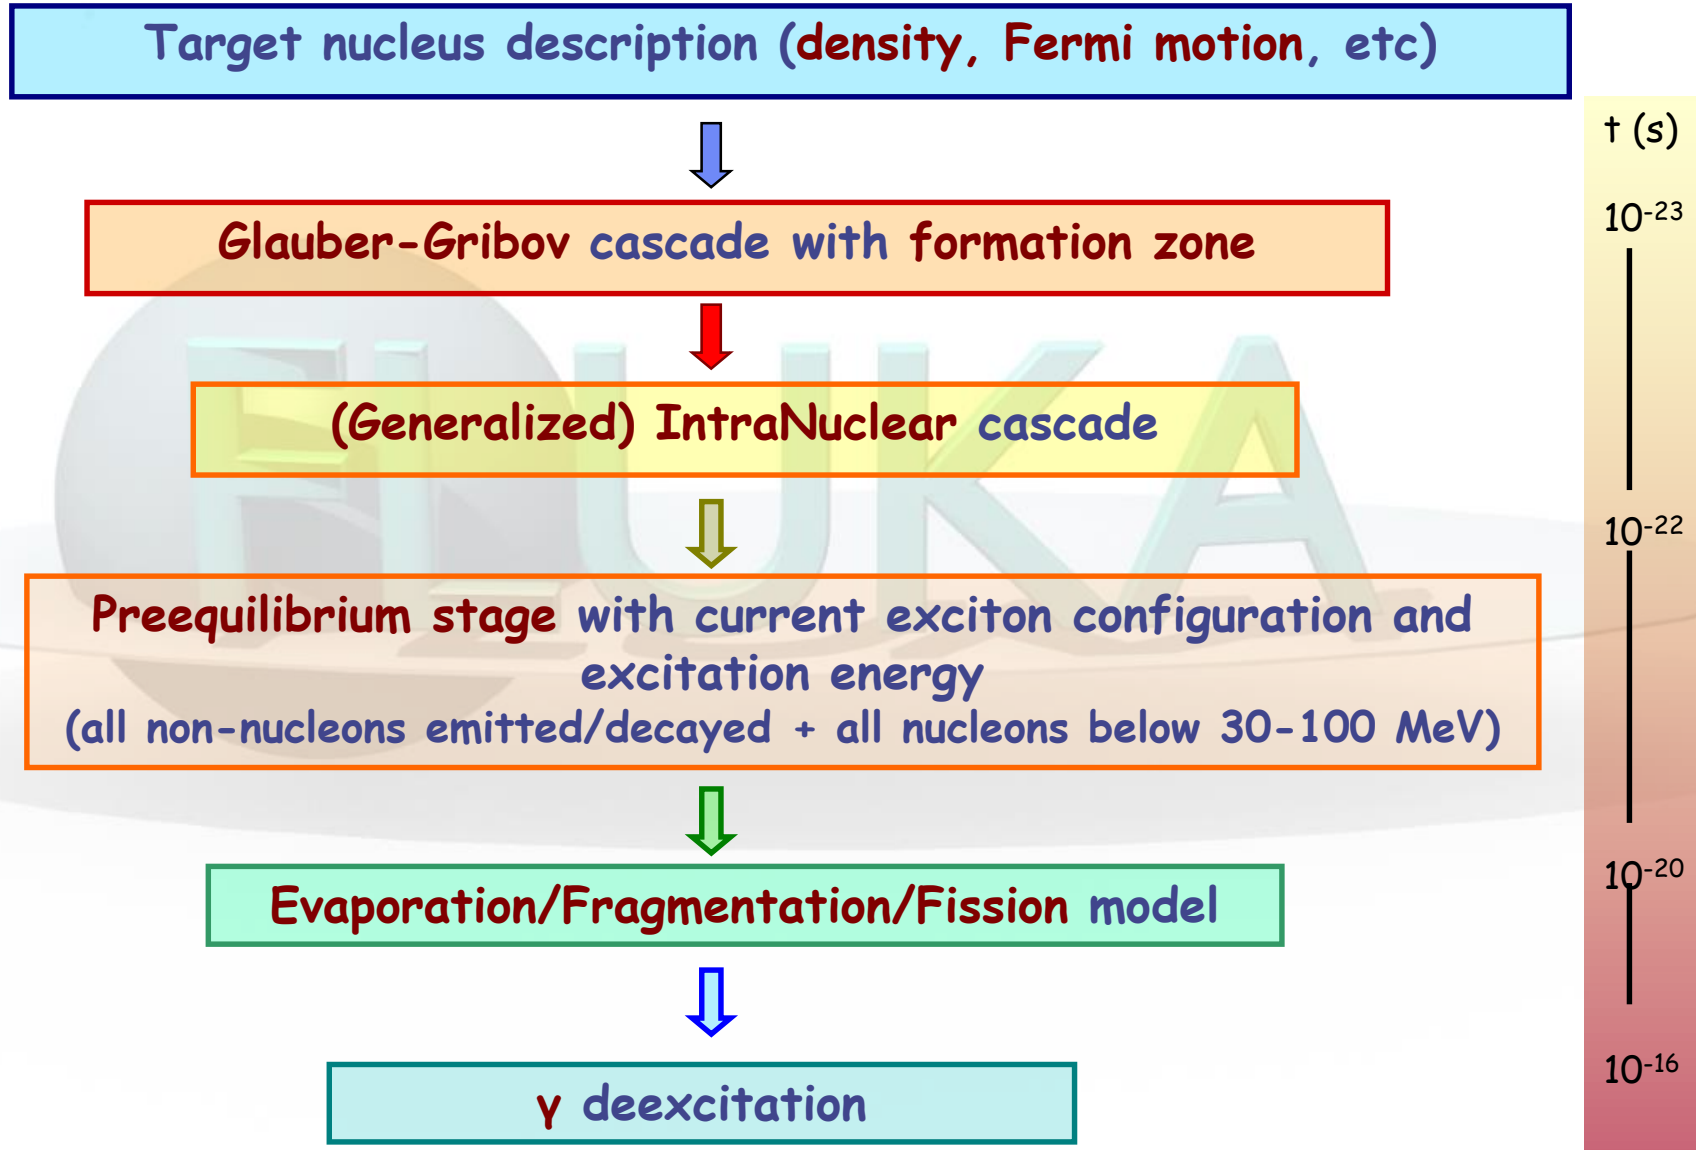 Target nucleus description (density, Fermi motion, etc)
t (s)
10⁻²³
Glauber-Gribov cascade with formation zone
(Generalized) IntraNuclear cascade
10⁻²²
FLUKA
Preequilibrium stage with current exciton configuration and
excitation energy
(all non-nucleons emitted/decayed + all nucleons below 30-100 MeV)
10⁻²⁰
Evaporation/Fragmentation/Fission model
10⁻¹⁶
γ deexcitation